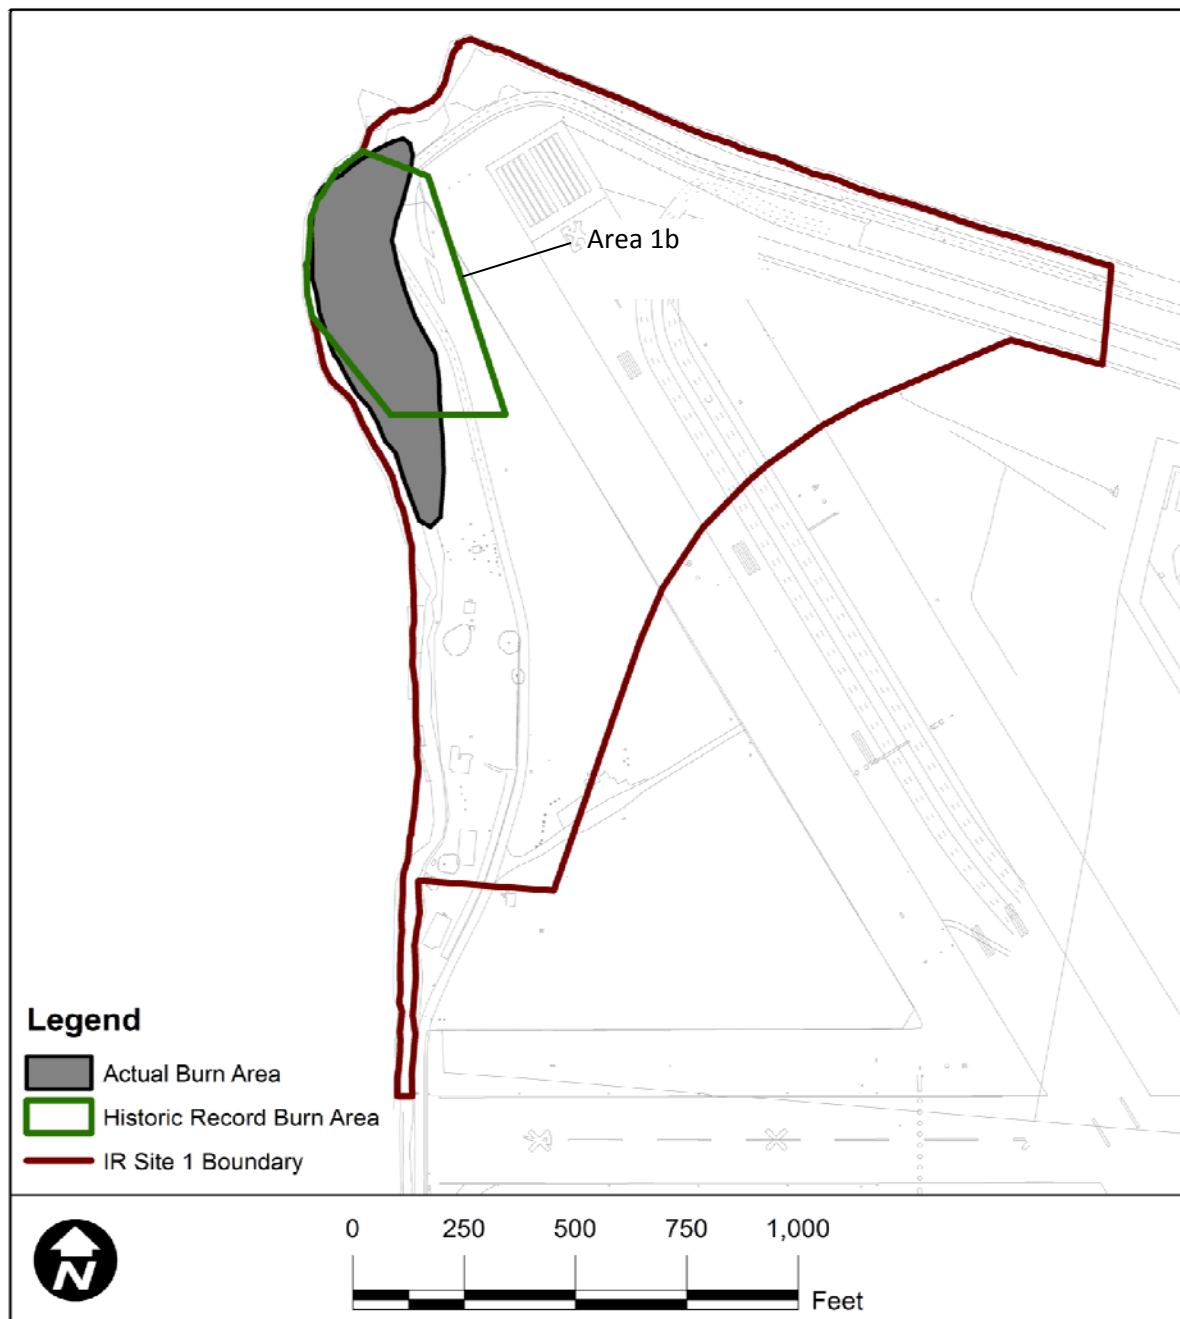 Area 1b
Legend
Actual Burn Area
Historic Record Burn Area
IR Site 1 Boundary
N
0 250 500 750 1,000
Feet